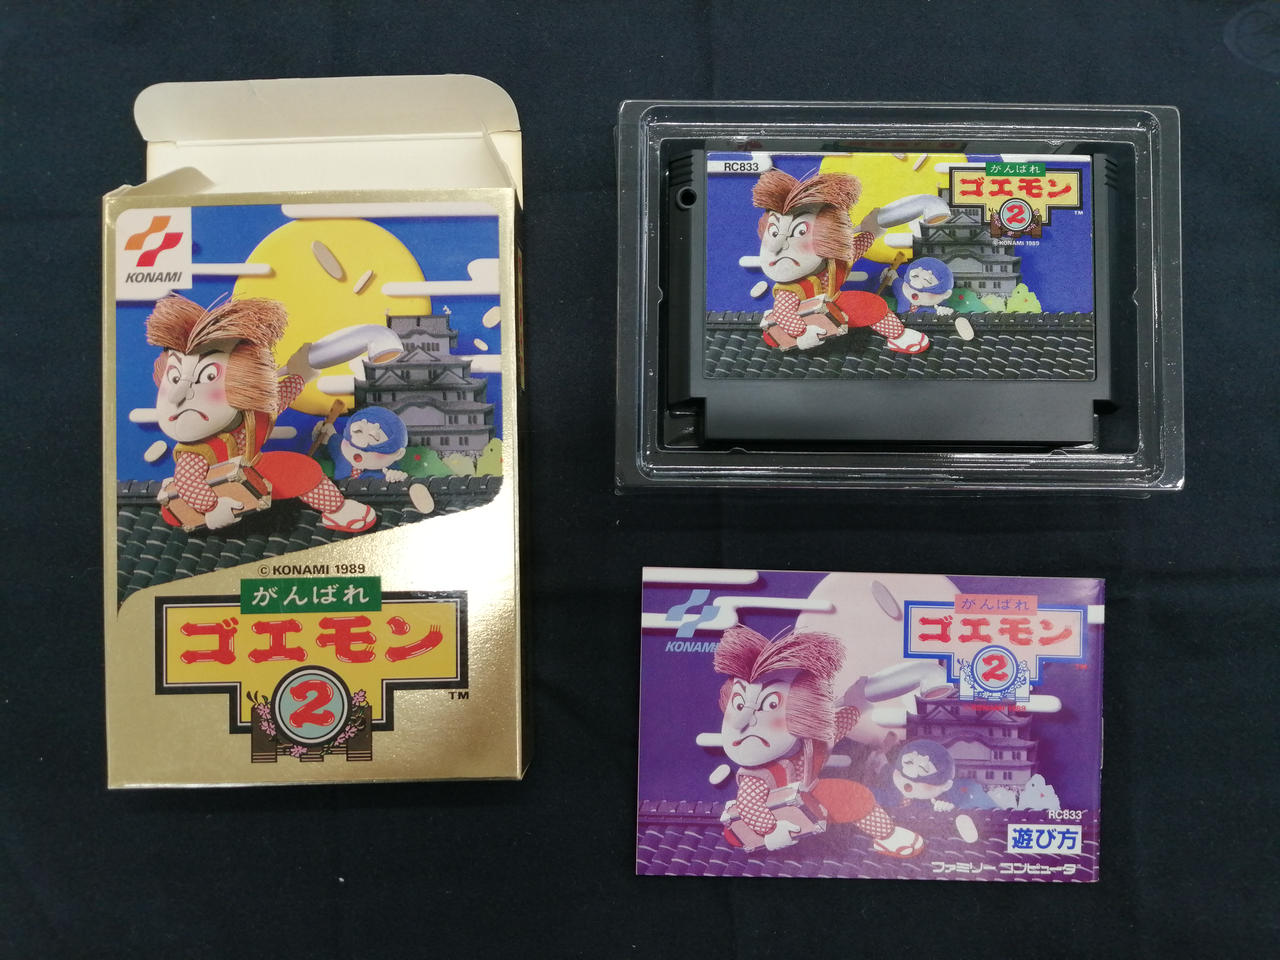 KONAMI
© KONAMI 1989
がんばれ
ゴエモン
2
TM
RC833
がんばれ
ゴエモン
2
TM
© KONAMI 1989
KONAMI
がんばれ
ゴエモン
2
KONAMI 1989
RC833
遊び方
ファミリー コンピュータ